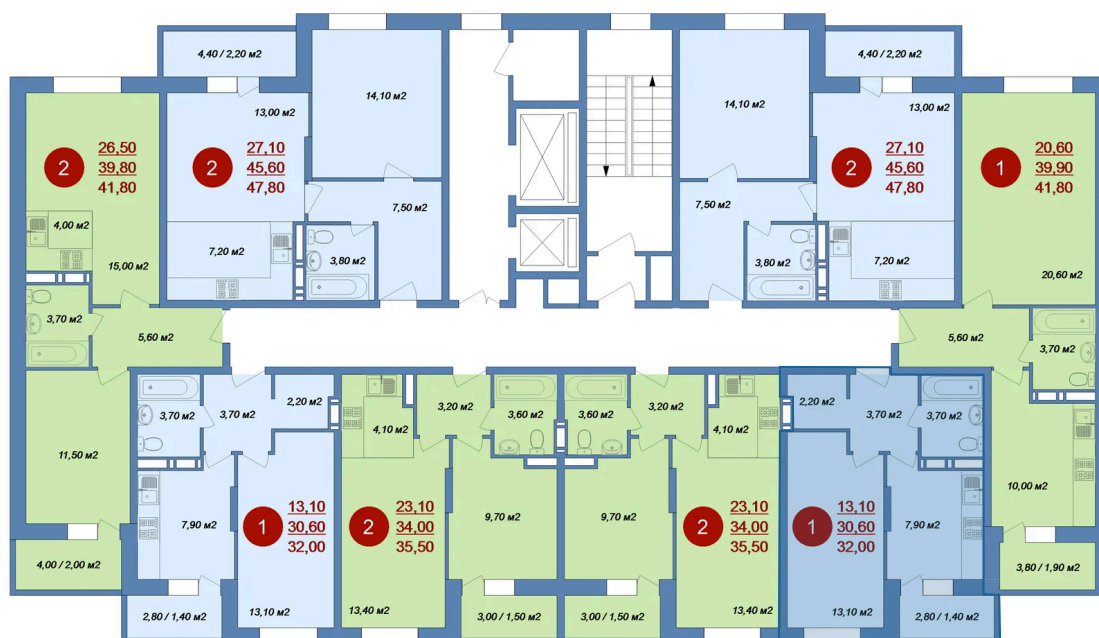 4,40 / 2,20 м2
4,40 / 2,20 м2
14,10 м2
14,10 м2
13,00 м2
13,00 м2
2
26,50
39,80
41,80
2
27,10
45,60
47,80
2
27,10
45,60
47,80
1
20,60
39,90
41,80
4,00 м2
7,50 м2
7,50 м2
7,20 м2
3,80 м2
3,80 м2
7,20 м2
15,00 м2
20,60 м2
3,70 м2
5,60 м2
5,60 м2
3,70 м2
3,70 м2
3,70 м2
2,20 м2
3,20 м2
3,60 м2
3,60 м2
3,20 м2
2,20 м2
3,70 м2
3,70 м2
4,10 м2
4,10 м2
11,50 м2
10,00 м2
7,90 м2
1
13,10
30,60
32,00
2
23,10
34,00
35,50
9,70 м2
9,70 м2
2
23,10
34,00
35,50
1
13,10
30,60
32,00
7,90 м2
4,00 / 2,00 м2
3,80 / 1,90 м2
2,80 / 1,40 м2
13,10 м2
13,40 м2
3,00 / 1,50 м2
3,00 / 1,50 м2
13,40 м2
13,10 м2
2,80 / 1,40 м2